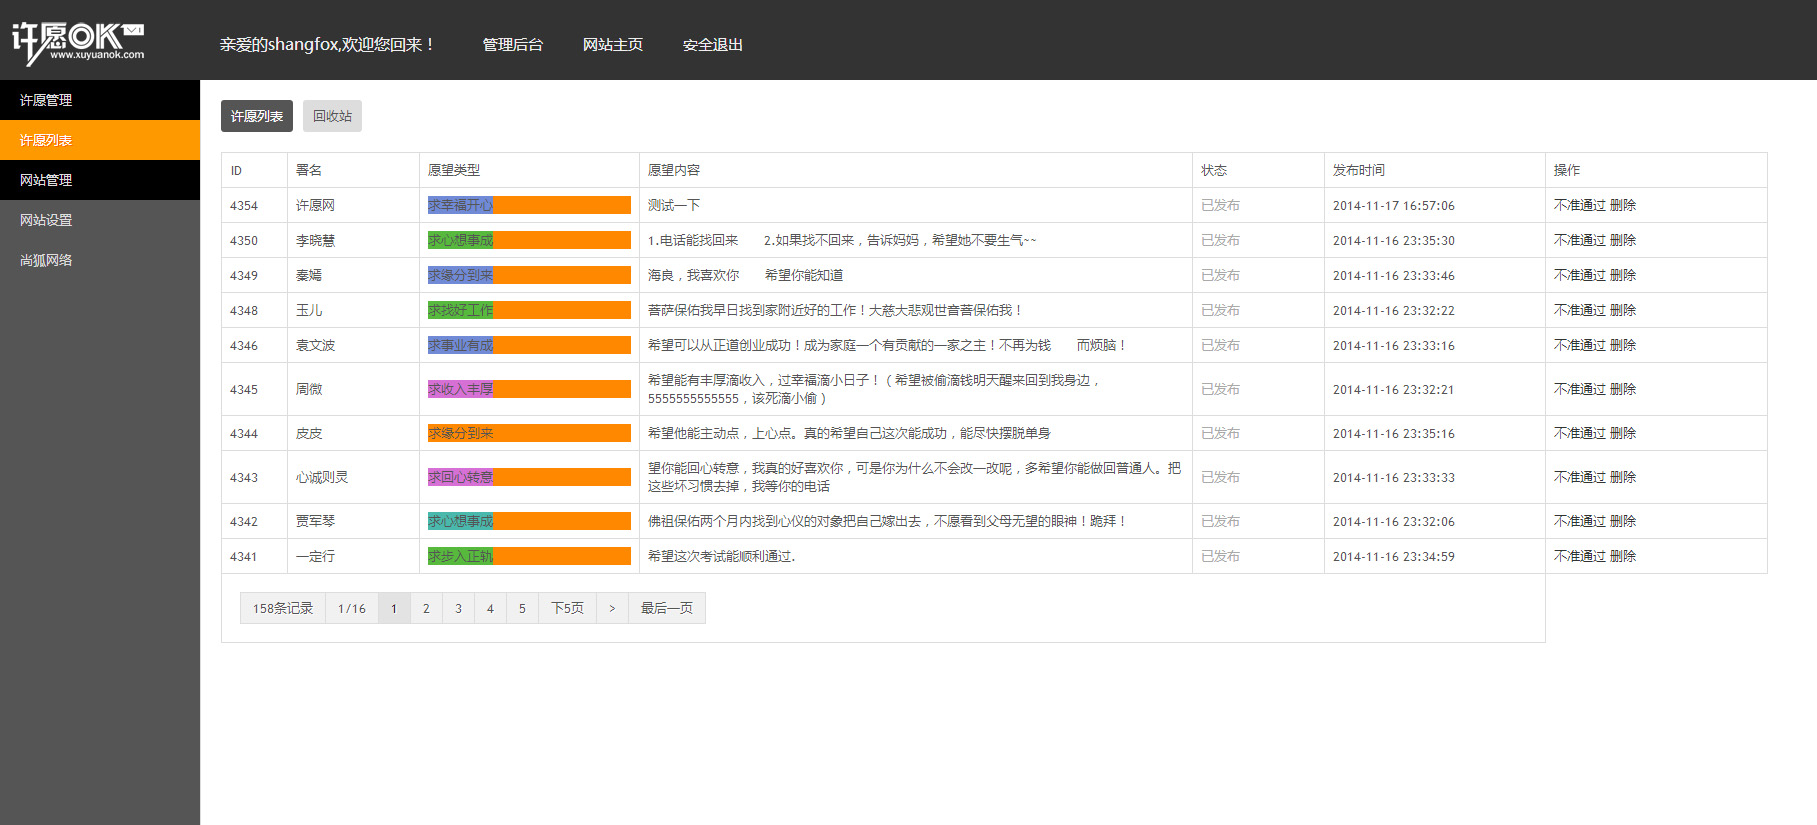 许愿OK V1
www.xuyuanok.com
亲爱的shangfox,欢迎您回来！ 管理后台 网站主页 安全退出
许愿管理
许愿列表
网站管理
网站设置
尚狐网络
许愿列表 回收站
ID 署名 愿望类型 愿望内容 状态 发布时间 操作
4354 许愿网 求幸福开心 测试一下 已发布 2014-11-17 16:57:06 不准通过 删除
4350 李晓慧 求心想事成 1.电话能找回来 2.如果找不回来，告诉妈妈，希望她不要生气~~ 已发布 2014-11-16 23:35:30 不准通过 删除
4349 秦嫣 求缘分到来 海良，我喜欢你 希望你能知道 已发布 2014-11-16 23:33:46 不准通过 删除
4348 玉儿 求找好工作 菩萨保佑我早日找到家附近好的工作！大慈大悲观世音菩保佑我！ 已发布 2014-11-16 23:32:22 不准通过 删除
4346 袁文波 求事业有成 希望可以从正道创业成功！成为家庭一个有贡献的一家之主！不再为钱 而烦脑！ 已发布 2014-11-16 23:33:16 不准通过 删除
4345 周微 求收入丰厚 希望能有丰厚滴收入，过幸福滴小日子！（希望被偷滴钱明天醒来回到我身边，
5555555555555，该死滴小偷） 已发布 2014-11-16 23:32:21 不准通过 删除
4344 皮皮 求缘分到来 希望他能主动点，上心点。真的希望自己这次能成功，能尽快摆脱单身 已发布 2014-11-16 23:35:16 不准通过 删除
4343 心诚则灵 求回心转意 望你能回心转意，我真的好喜欢你，可是你为什么不会改一改呢，多希望你能做回普通人。把
这些坏习惯去掉，我等你的电话 已发布 2014-11-16 23:33:33 不准通过 删除
4342 贾军琴 求心想事成 佛祖保佑两个月内找到心仪的对象把自己嫁出去，不愿看到父母无望的眼神！跪拜！ 已发布 2014-11-16 23:32:06 不准通过 删除
4341 一定行 求步入正轨 希望这次考试能顺利通过. 已发布 2014-11-16 23:34:59 不准通过 删除
158条记录 1/16 1 2 3 4 5 下5页 > 最后一页